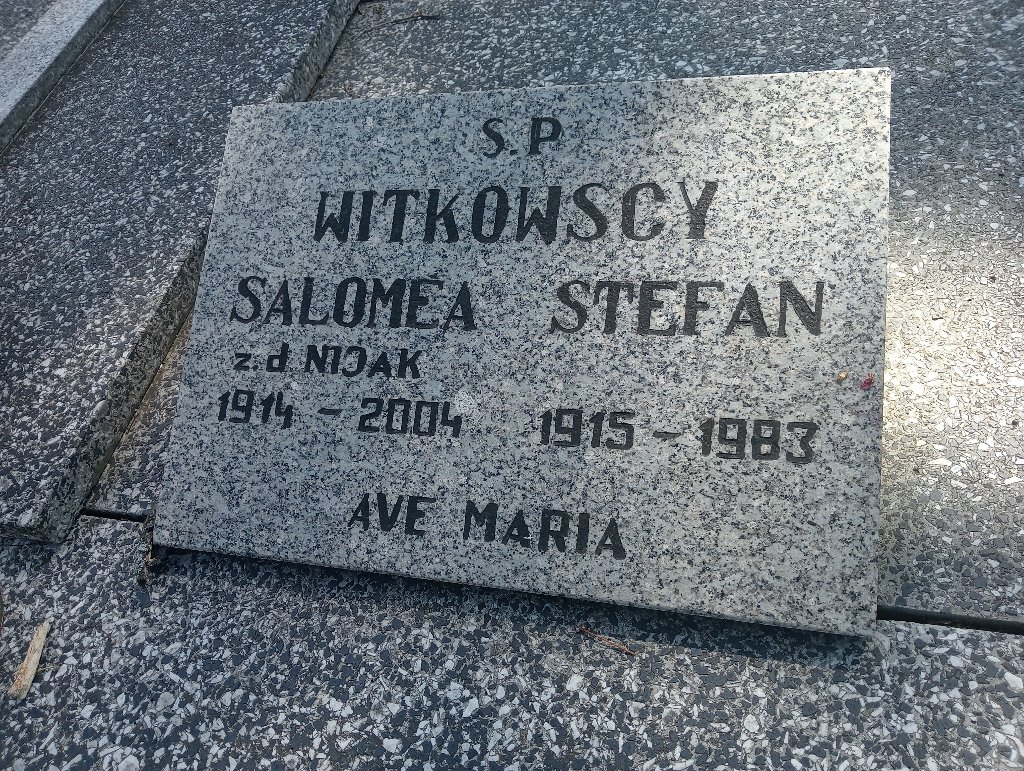 S.P
WITKOWSCY
SALOMEA STEFAN
z.d NIJAK
1914 - 2004 1915 - 1983
AVE MARIA